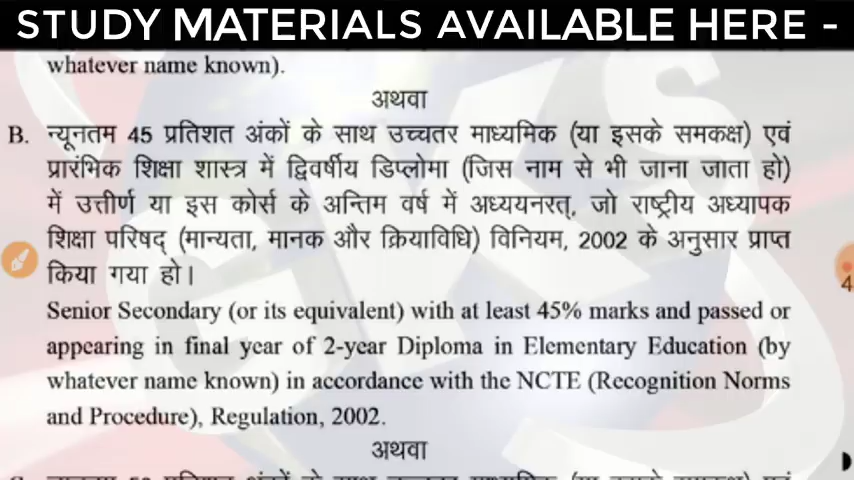 STUDY MATERIALS AVAILABLE HERE -
whatever name known).
अथवा
B. न्यूनतम 45 प्रतिशत अंकों के साथ उच्चतर माध्यमिक (या इसके समकक्ष) एवं
प्रारंभिक शिक्षा शास्त्र में द्विवर्षीय डिप्लोमा (जिस नाम से भी जाना जाता हो)
में उत्तीर्ण या इस कोर्स के अन्तिम वर्ष में अध्ययनरत्, जो राष्ट्रीय अध्यापक
शिक्षा परिषद् (मान्यता, मानक और क्रियाविधि) विनियम, 2002 के अनुसार प्राप्त
किया गया हो।
Senior Secondary (or its equivalent) with at least 45% marks and passed or
appearing in final year of 2-year Diploma in Elementary Education (by
whatever name known) in accordance with the NCTE (Recognition Norms
and Procedure), Regulation, 2002.
अथवा